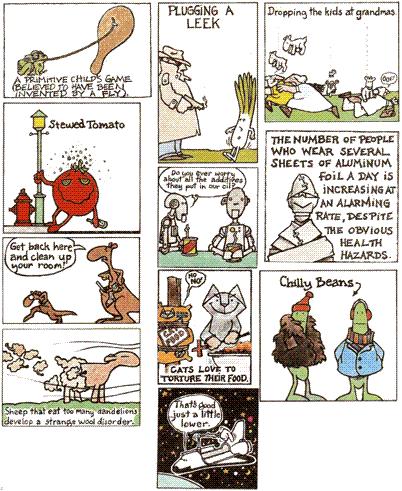 A PRIMITIVE CHILD'S GAME
(BELIEVED TO HAVE BEEN
INVENTED BY A FLY).
Stewed Tomato
Get back here
and clean up
your room!
Sheep that eat too many dandelions
develop a strange wool disorder.
PLUGGING A
LEEK
Do you ever worry
about all the additives
they put in our oil?
NO!
FOOD
CATS LOVE TO
TORTURE THEIR FOOD.
That's good
just a little
lower.
Dropping the kids at grandmas
THE NUMBER OF PEOPLE
WHO WEAR SEVERAL
SHEETS OF ALUMINUM
FOIL A DAY IS
INCREASING AT
AN ALARMING
RATE, DESPITE
THE OBVIOUS
HEALTH
HAZARDS.
Chilly Beans